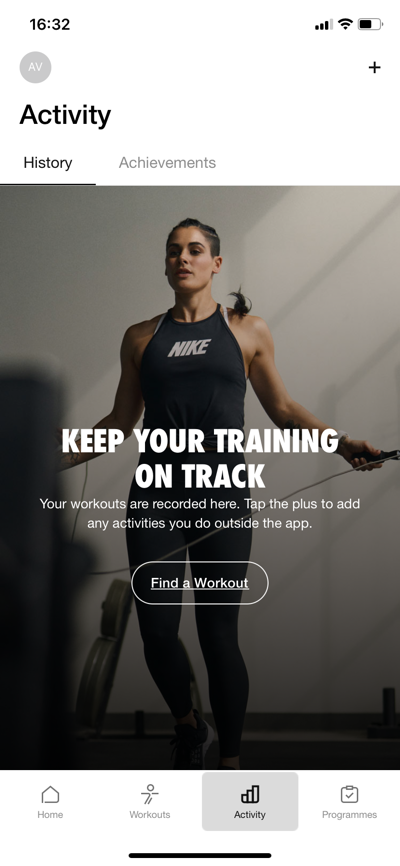 16:32
AV
+
Activity
History
Achievements
NIKE
KEEP YOUR TRAINING
ON TRACK
Your workouts are recorded here. Tap the plus to add
any activities you do outside the app.
Find a Workout
Home
Workouts
Activity
Programmes